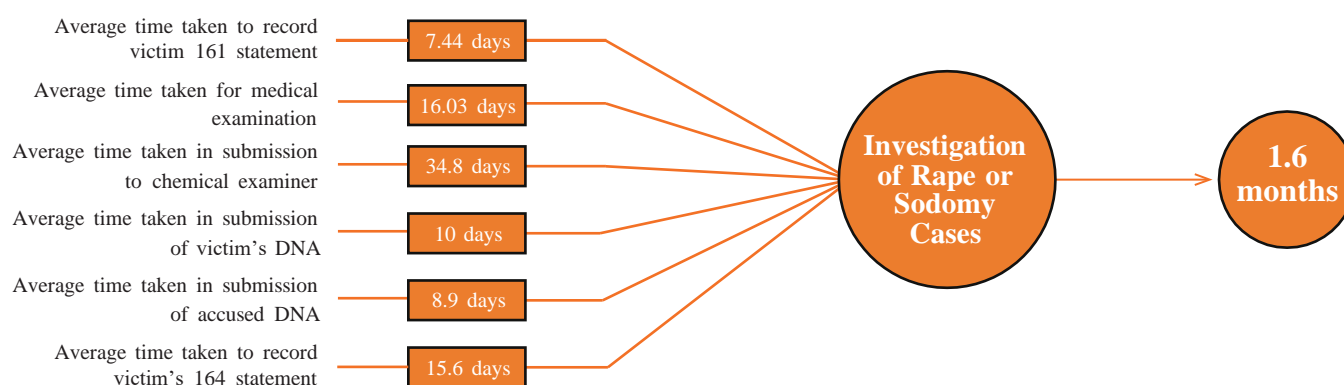 Average time taken to record
victim 161 statement
7.44 days
Average time taken for medical
examination
16.03 days
Average time taken in submission
to chemical examiner
34.8 days
Average time taken in submission
of victim's DNA
10 days
Average time taken in submission
of accused DNA
8.9 days
Average time taken to record
victim's 164 statement
15.6 days
Investigation
of Rape or
Sodomy
Cases
1.6
months